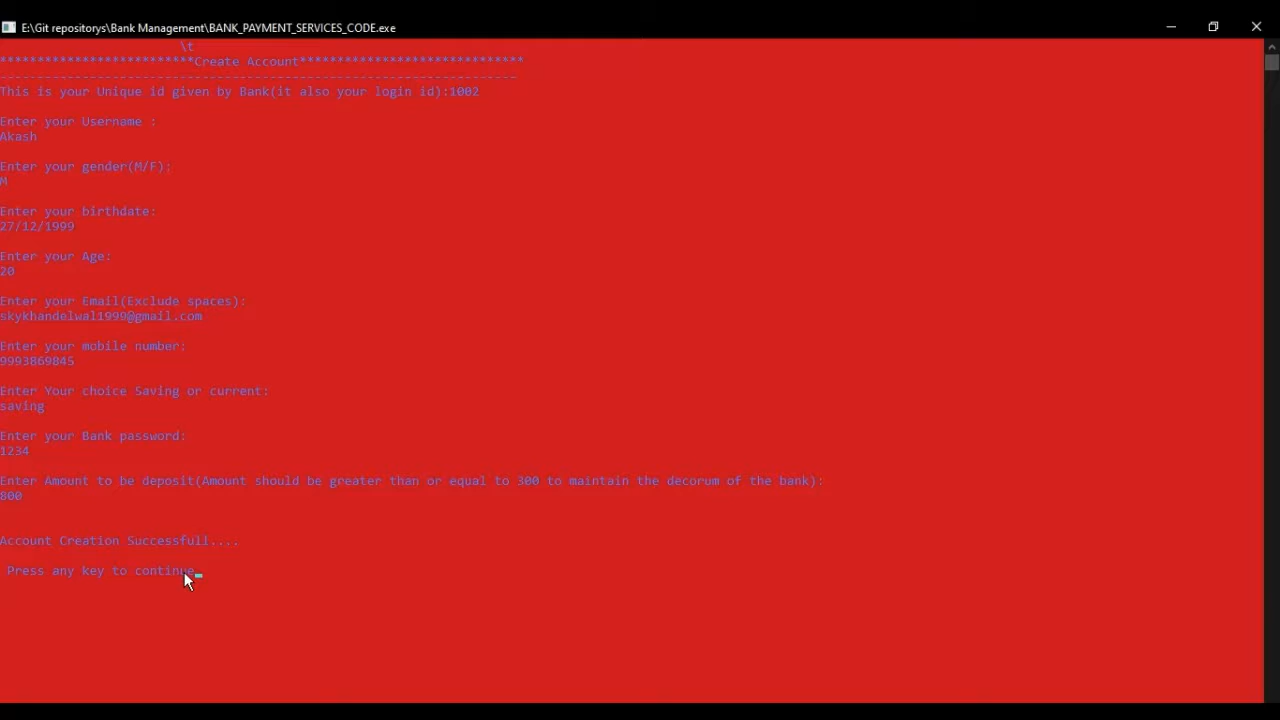 E:\Git repositorys\Bank Management\BANK_PAYMENT_SERVICES_CODE.exe
\t
**************************Create Account******************************
---------------------------------------------------------------------
This is your Unique id given by Bank(it also your login id):1002
Enter your Username :
Akash
Enter your gender(M/F):
M
Enter your birthdate:
27/12/1999
Enter your Age:
20
Enter your Email(Exclude spaces):
skykhandelwal1999@gmail.com
Enter your mobile number:
9993869845
Enter Your choice Saving or current:
saving
Enter your Bank password:
1234
Enter Amount to be deposit(Amount should be greater than or equal to 300 to maintain the decorum of the bank):
800
Account Creation Successfull....
Press any key to continue_